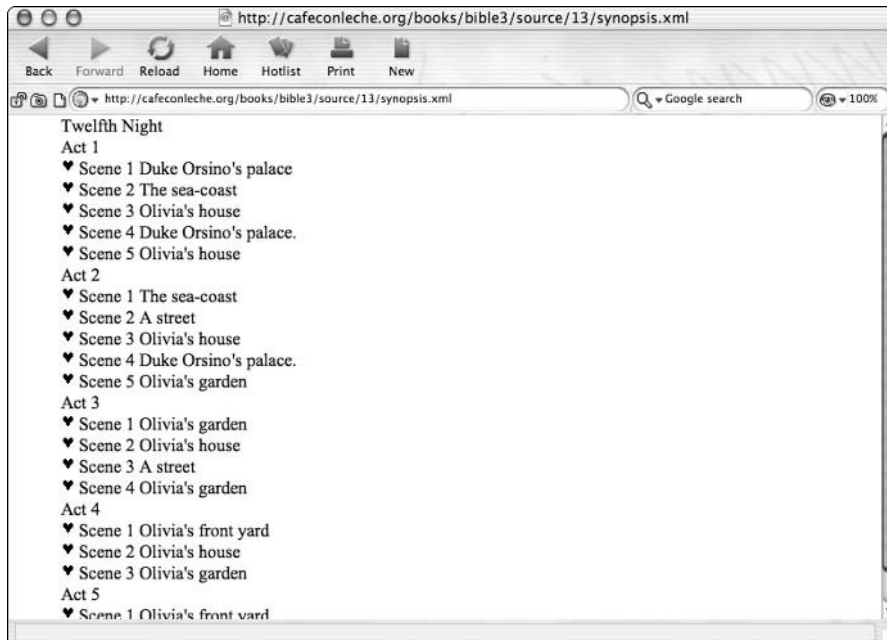 http://cafeconleche.org/books/bible3/source/13/synopsis.xml
Back Forward Reload Home Hotlist Print New
http://cafeconleche.org/books/bible3/source/13/synopsis.xml Google search 100%
Twelfth Night
Act 1
♥ Scene 1 Duke Orsino's palace
♥ Scene 2 The sea-coast
♥ Scene 3 Olivia's house
♥ Scene 4 Duke Orsino's palace.
♥ Scene 5 Olivia's house
Act 2
♥ Scene 1 The sea-coast
♥ Scene 2 A street
♥ Scene 3 Olivia's house
♥ Scene 4 Duke Orsino's palace.
♥ Scene 5 Olivia's garden
Act 3
♥ Scene 1 Olivia's garden
♥ Scene 2 Olivia's house
♥ Scene 3 A street
♥ Scene 4 Olivia's garden
Act 4
♥ Scene 1 Olivia's front yard
♥ Scene 2 Olivia's house
♥ Scene 3 Olivia's garden
Act 5
♥ Scene 1 Olivia's front yard